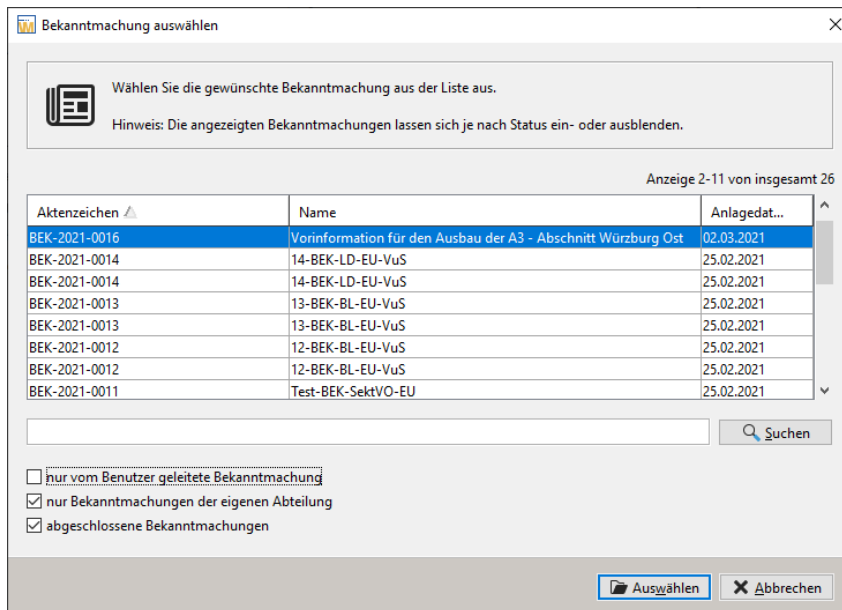 Bekanntmachung auswählen
Wählen Sie die gewünschte Bekanntmachung aus der Liste aus.
Hinweis: Die angezeigten Bekanntmachungen lassen sich je nach Status ein- oder ausblenden.
Anzeige 2-11 von insgesamt 26
Aktenzeichen Name Anlagedat...
BEK-2021-0016 Vorinformation für den Ausbau der A3 - Abschnitt Würzburg Ost 02.03.2021
BEK-2021-0014 14-BEK-LD-EU-VuS 25.02.2021
BEK-2021-0014 14-BEK-LD-EU-VuS 25.02.2021
BEK-2021-0013 13-BEK-BL-EU-VuS 25.02.2021
BEK-2021-0013 13-BEK-BL-EU-VuS 25.02.2021
BEK-2021-0012 12-BEK-BL-EU-VuS 25.02.2021
BEK-2021-0012 12-BEK-BL-EU-VuS 25.02.2021
BEK-2021-0011 Test-BEK-SektVO-EU 25.02.2021
Suchen
nur vom Benutzer geleitete Bekanntmachung
nur Bekanntmachungen der eigenen Abteilung
abgeschlossene Bekanntmachungen
Auswählen Abbrechen